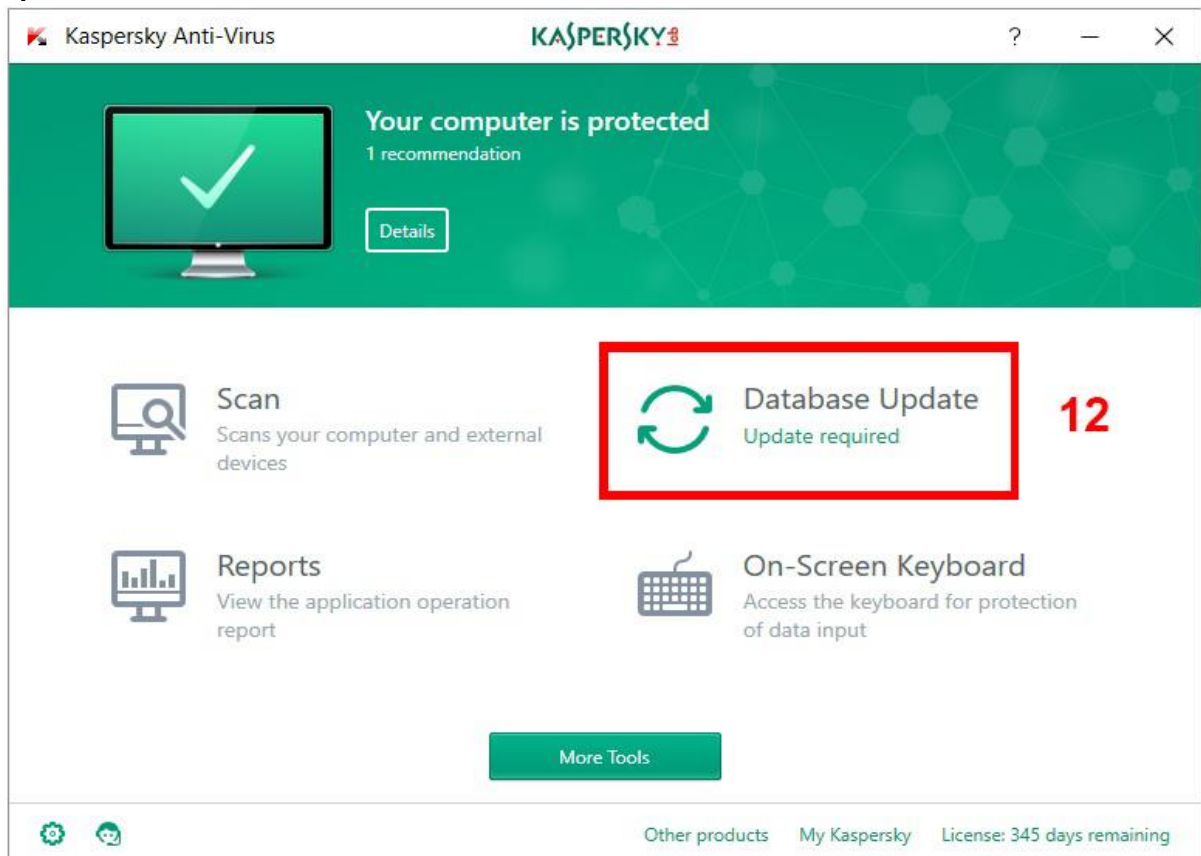 Kaspersky Anti-Virus
KASPERSKY lab
? — ×
Your computer is protected
1 recommendation
Details
Scan
Scans your computer and external
devices
Database Update
Update required
12
Reports
View the application operation
report
On-Screen Keyboard
Access the keyboard for protection
of data input
More Tools
Other products My Kaspersky License: 345 days remaining